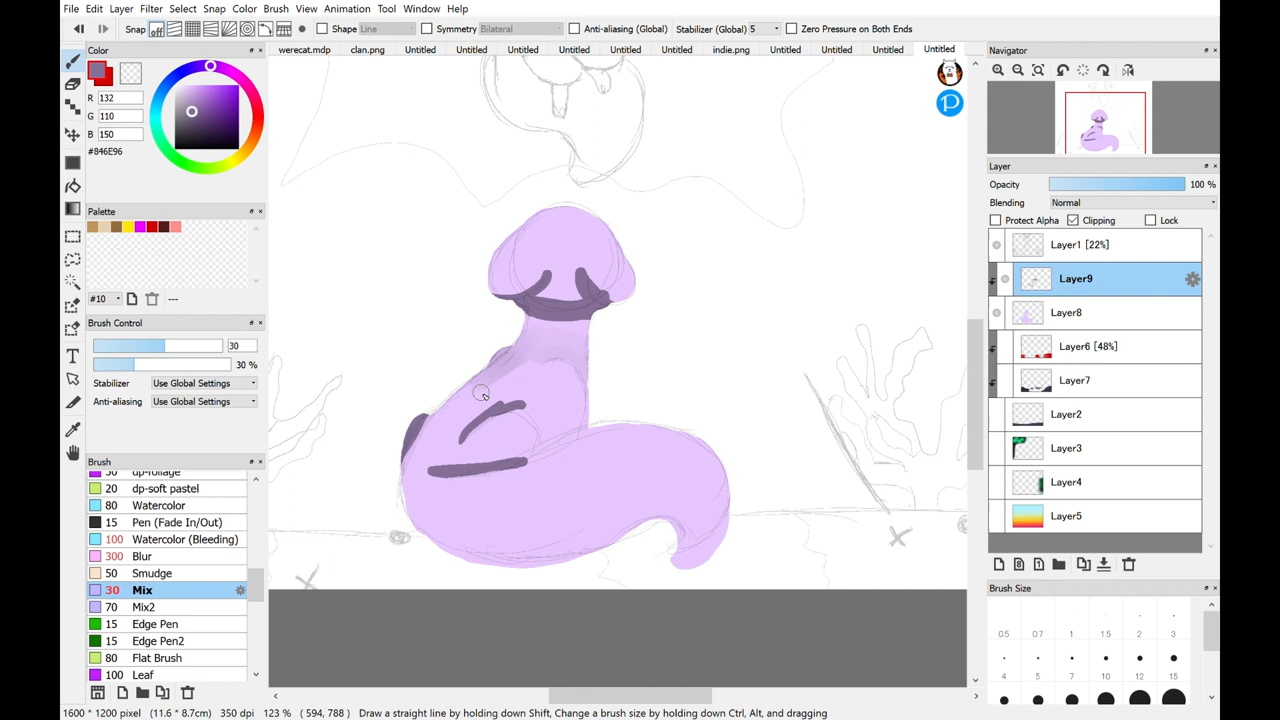 File Edit Layer Filter Select Snap Color Brush View Animation Tool Window Help
Snap off Shape Line Symmetry Bilateral Anti-aliasing (Global) Stabilizer (Global) 5 Zero Pressure on Both Ends
Color
werecat.mdp clan.png Untitled Untitled Untitled Untitled Untitled indie.png Untitled Untitled Untitled Untitled
Navigator
R 132
G 110
B 150
#846E96
P
Layer
Opacity 100 %
Blending Normal
Protect Alpha Clipping Lock
Palette
Layer1 [22%]
Layer9
Layer8
Layer6 [48%]
Layer7
Layer2
Layer3
Layer4
Layer5
#10 ---
Brush Control
30
30 %
Stabilizer Use Global Settings
Anti-aliasing Use Global Settings
Brush
50 dp-foliage
20 dp-soft pastel
80 Watercolor
15 Pen (Fade In/Out)
100 Watercolor (Bleeding)
300 Blur
50 Smudge
30 Mix
70 Mix2
15 Edge Pen
15 Edge Pen2
80 Flat Brush
100 Leaf
Brush Size
0.5 0.7 1 1.5 2 3
4 5 7 10 12 15
1600 * 1200 pixel (11.6 * 8.7cm) 350 dpi 123 % ( 594, 788 ) Draw a straight line by holding down Shift, Change a brush size by holding down Ctrl, Alt, and dragging